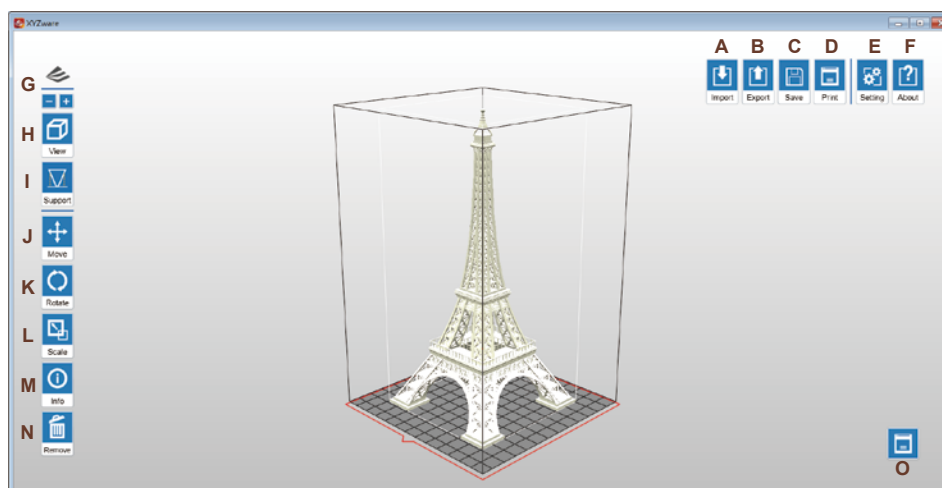 XYZware
A B C D E F
Import Export Save Print Setting About
G
H
View
I
Support
J
Move
K
Rotate
L
Scale
M
Info
N
Remove
O